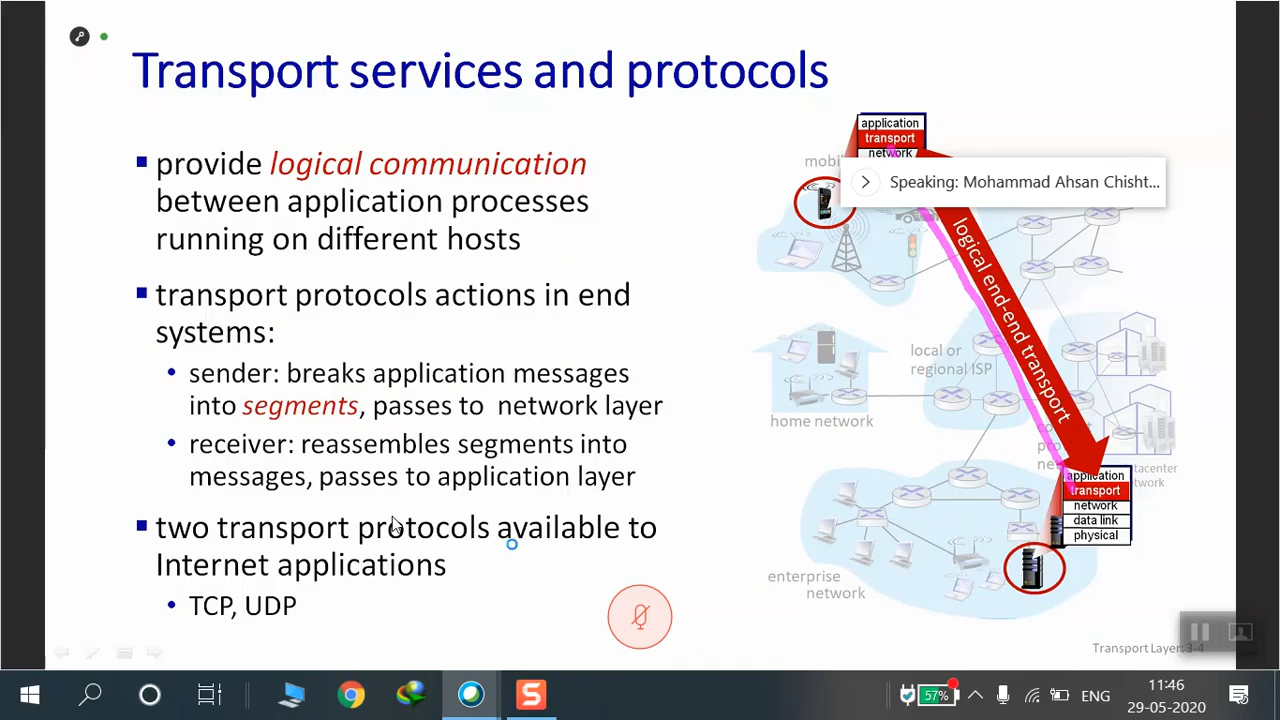 Transport services and protocols
provide logical communication
between application processes
running on different hosts
transport protocols actions in end
systems:
sender: breaks application messages
into segments, passes to network layer
receiver: reassembles segments into
messages, passes to application layer
two transport protocols available to
Internet applications
TCP, UDP
application
transport
network
Speaking: Mohammad Ahsan Chisht...
logical end-end transport
local or
regional ISP
home network
application
transport
network
data link
physical
enterprise
network
Transport Layer: 3-4
57%
ENG
11:46
29-05-2020